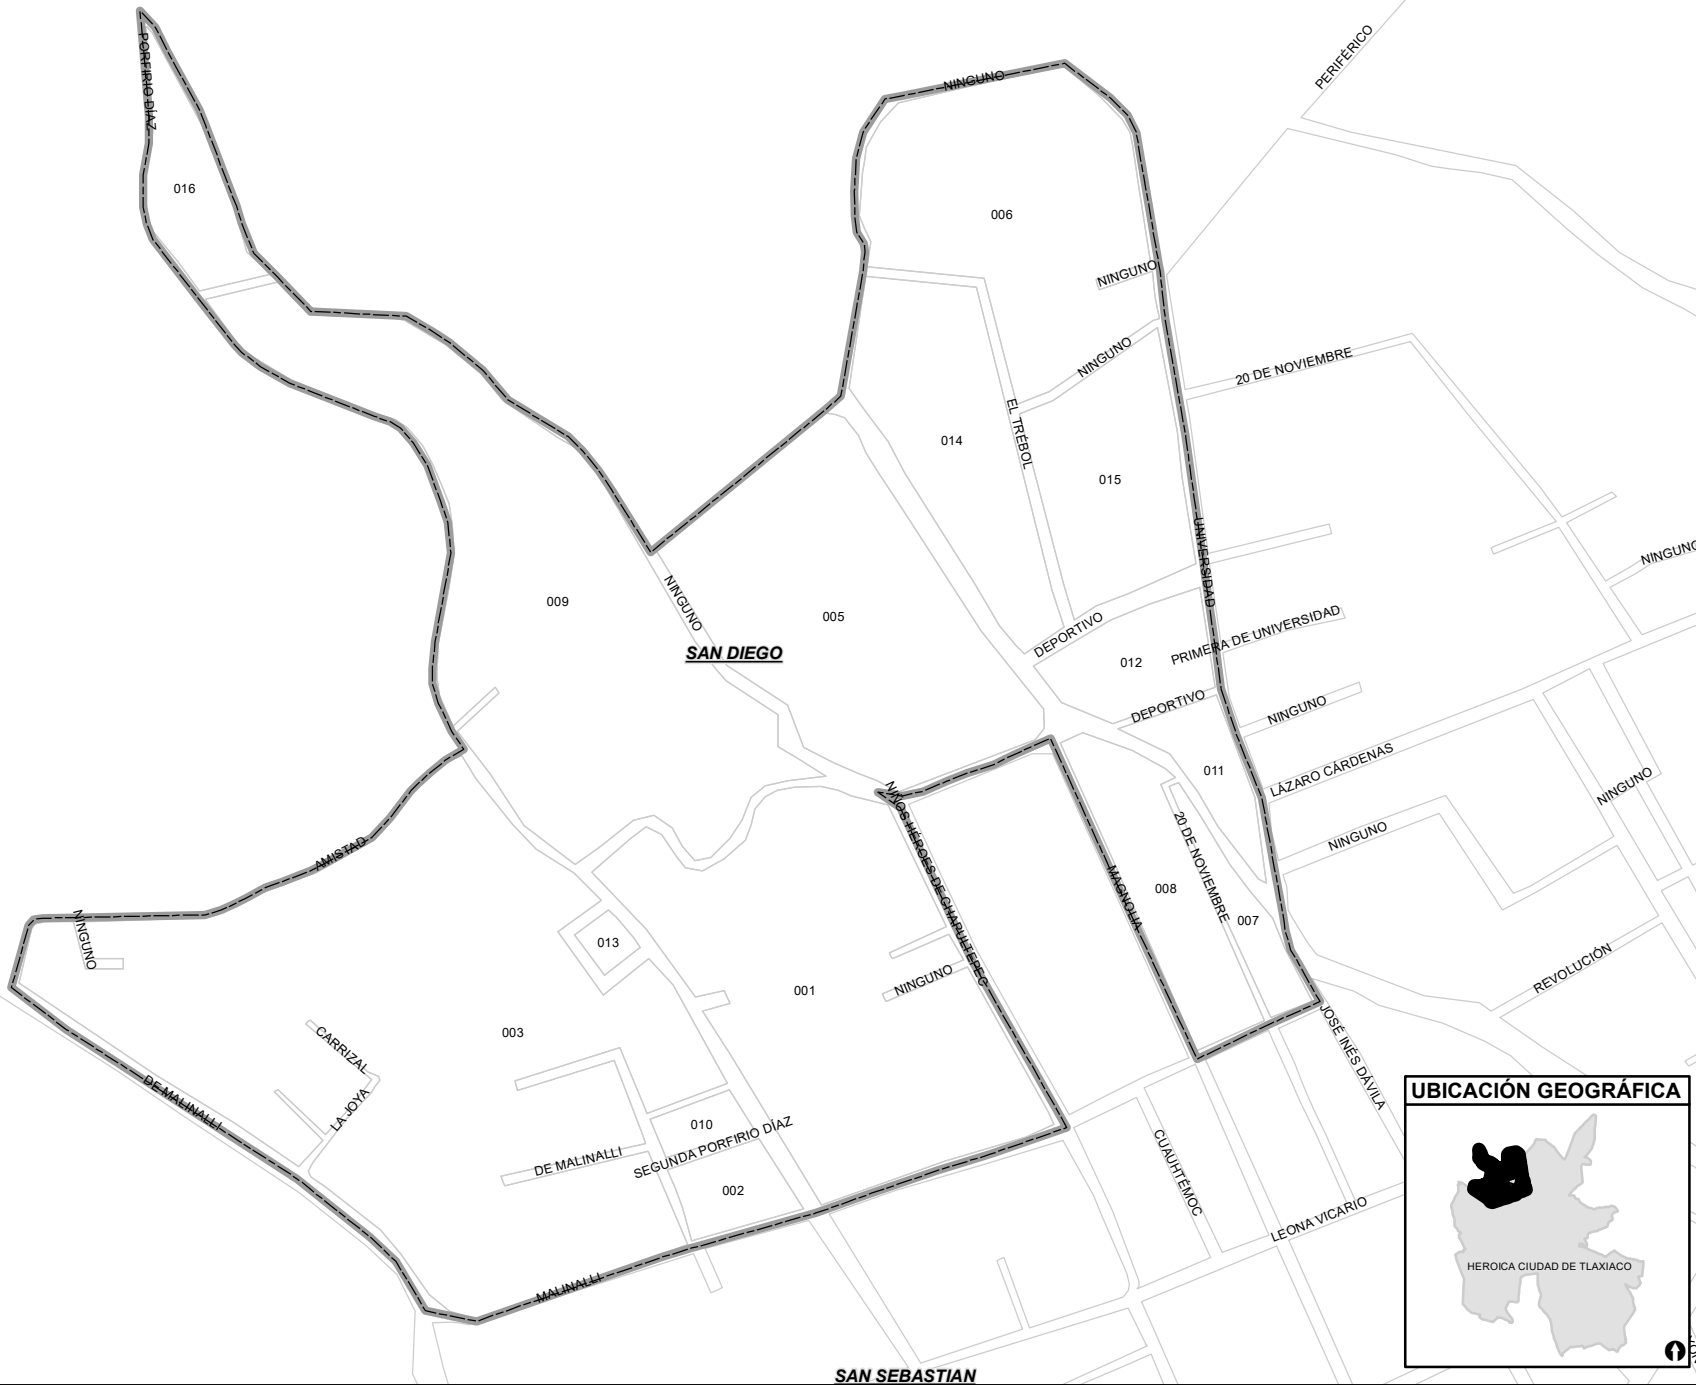 PORFIRIO DÍAZ
NINGUNO
PERIFÉRICO
016
006
NINGUNO
NINGUNO
20 DE NOVIEMBRE
EL TRÉBOL
014
015
UNIVERSIDAD
NINGUNO
009
NINGUNO
005
DEPORTIVO
PRIMERA DE UNIVERSIDAD
SAN DIEGO
012
DEPORTIVO
NINGUNO
011
LÁZARO CÁRDENAS
NINGUNO
NIÑOS HÉROES DE CHAPULTEPEC
20 DE NOVIEMBRE
NINGUNO
AMISTAD
MAGNOLIA
008
007
NINGUNO
013
REVOLUCIÓN
NINGUNO
001
003
CARRIZAL
JOSÉ INÉS DÁVILA
LA JOYA
DE MALINALLI
010
SEGUNDA PORFIRIO DÍAZ
DE MALINALLI
002
CUAUHTÉMOC
LEONA VICARIO
MALINALLI
SAN SEBASTIAN
UBICACIÓN GEOGRÁFICA
HEROICA CIUDAD DE TLAXIACO